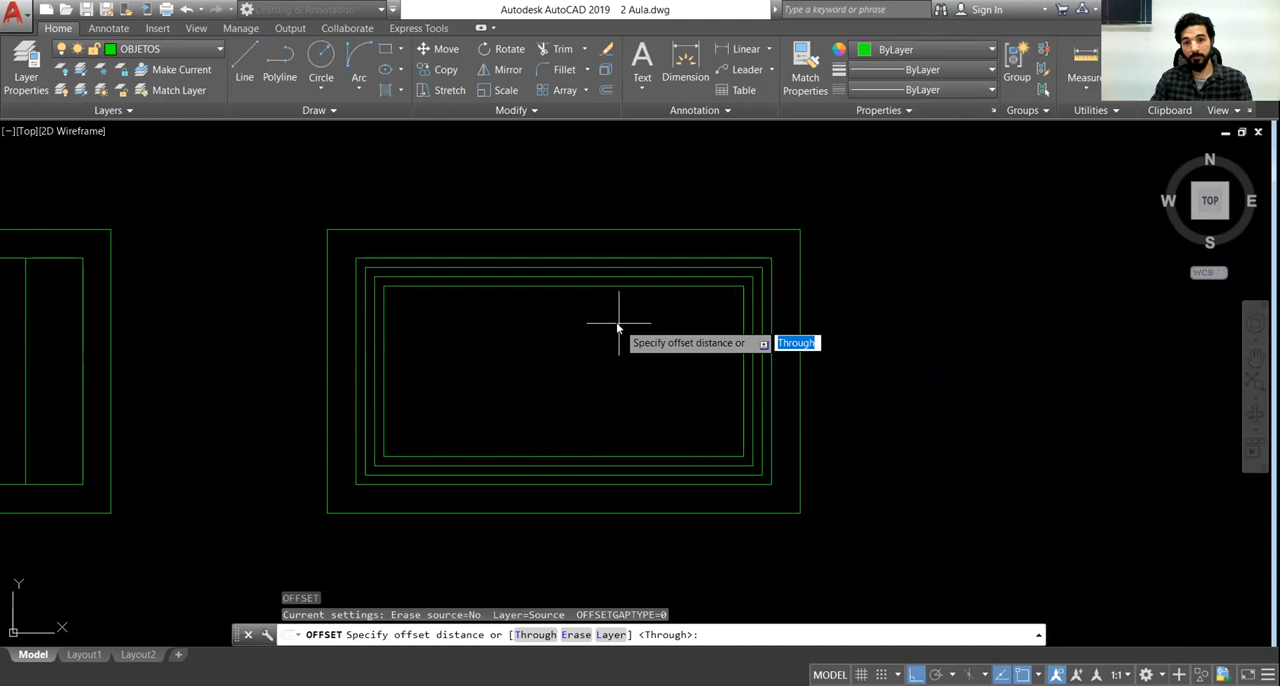 Drafting & Annotation
Autodesk AutoCAD 2019 2 Aula.dwg
Type a keyword or phrase
Sign In
Home Annotate Insert View Manage Output Collaborate Express Tools
Layer Properties
OBJETOS
Make Current
Match Layer
Layers
Line Polyline Circle Arc
Draw
Move Rotate Trim
Copy Mirror Fillet
Stretch Scale Array
Modify
Text Dimension
Linear
Leader
Table
Annotation
Match Properties
ByLayer
ByLayer
ByLayer
Properties
Group
Groups
Measure
Utilities
Clipboard
View
[−][Top][2D Wireframe]
N
W TOP E
S
WCS
Specify offset distance or Through
Y
X
OFFSET
Current settings: Erase source=No Layer=Source OFFSETGAPTYPE=0
OFFSET Specify offset distance or [Through Erase Layer] <Through>:
Model Layout1 Layout2 +
MODEL 1:1